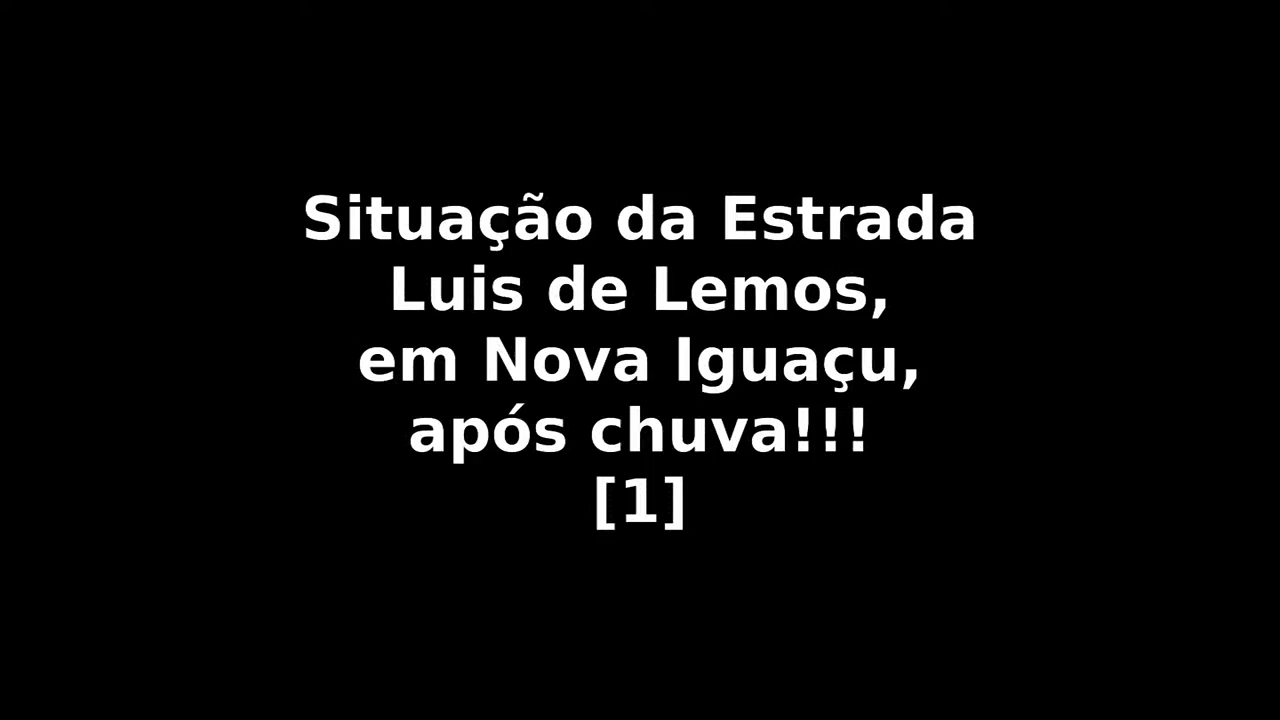 Situação da Estrada
Luis de Lemos,
em Nova Iguaçu,
após chuva!!!
[1]